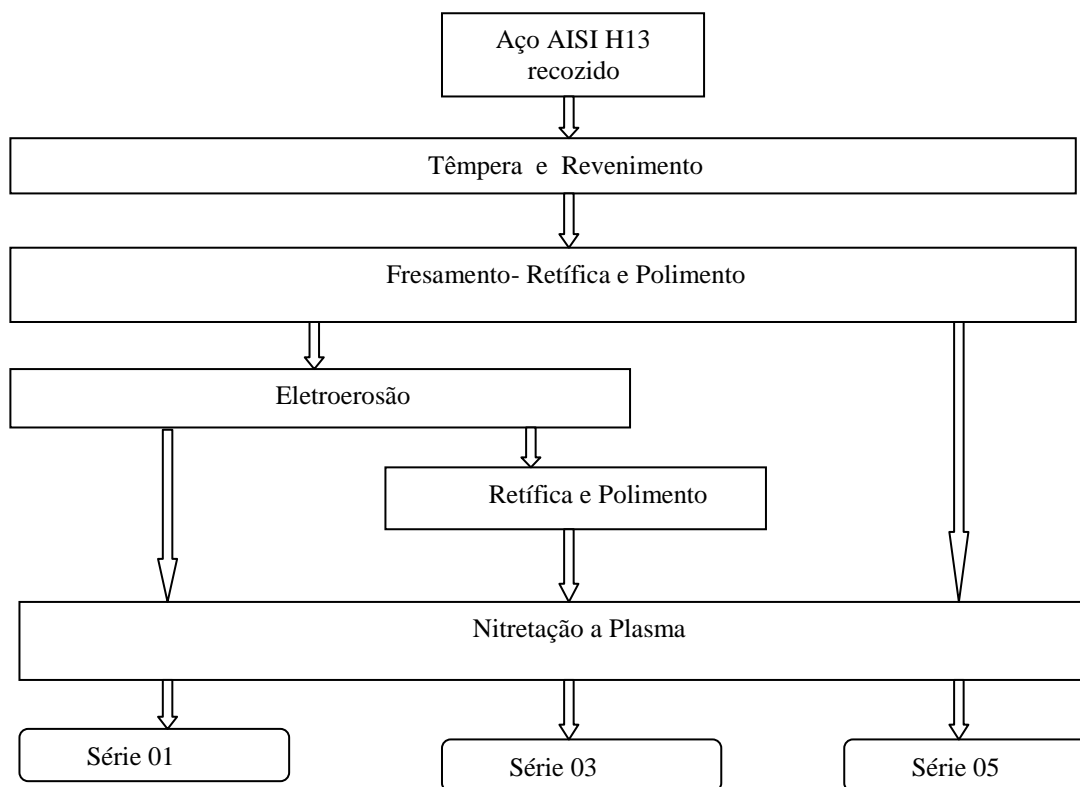 Aço AISI H13
recozido
Têmpera e Revenimento
Fresamento- Retífica e Polimento
Eletroerosão
Retífica e Polimento
Nitretação a Plasma
Série 01
Série 03
Série 05